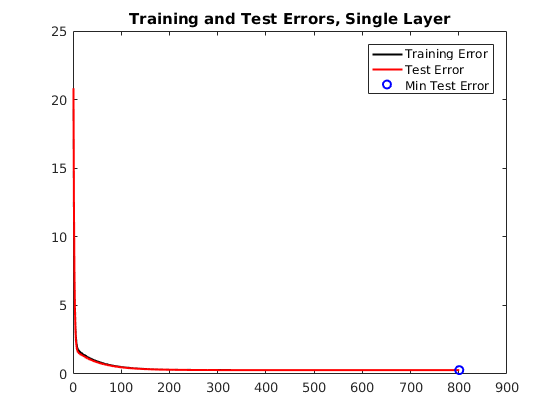 Training and Test Errors, Single Layer
25
20
15
10
5
0
0 100 200 300 400 500 600 700 800 900
Training Error
Test Error
Min Test Error